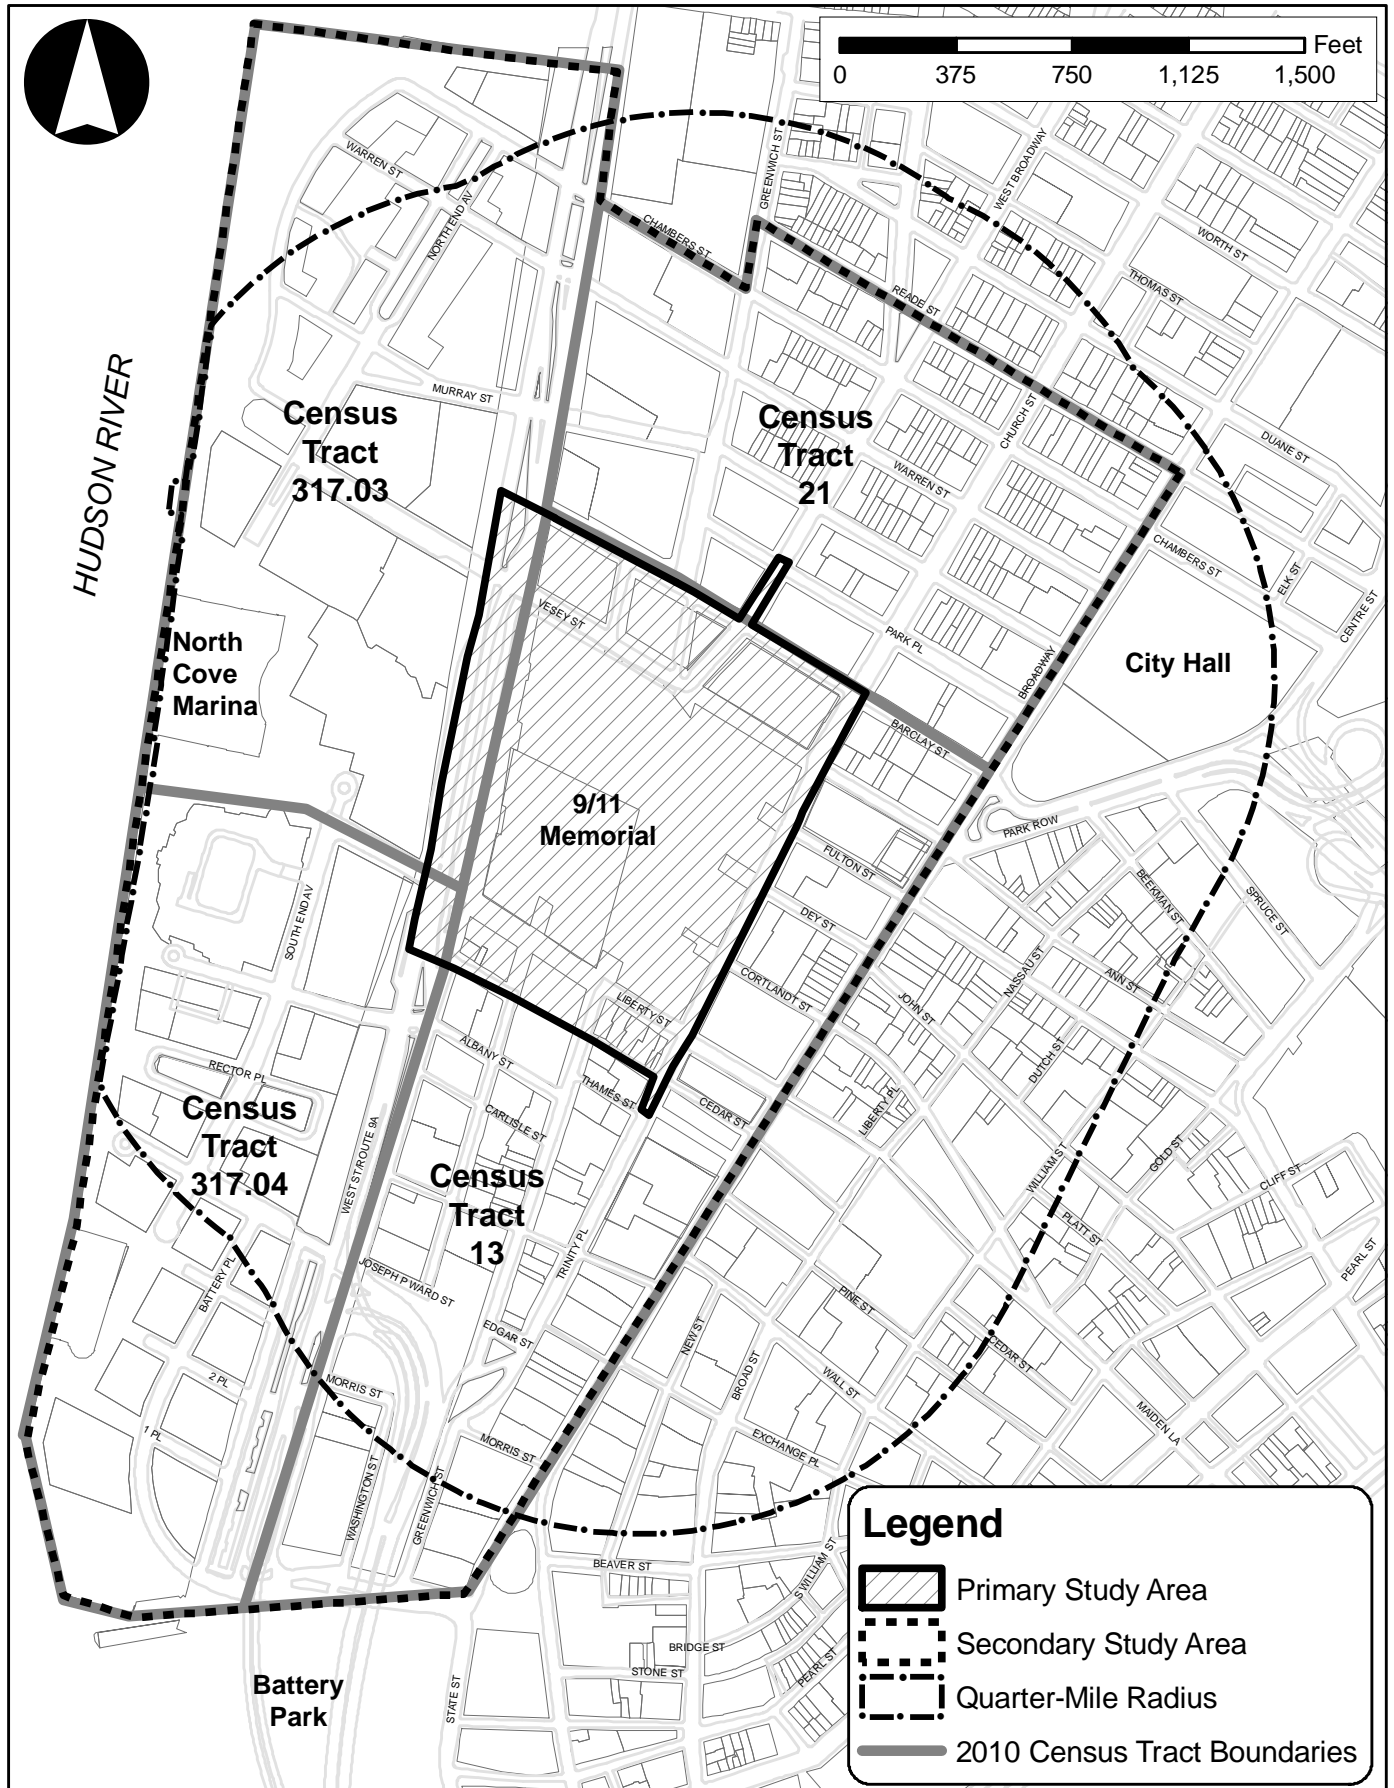 Feet
0 375 750 1,125 1,500
WARREN ST
NORTH END AV
CHAMBERS ST
GREENWICH ST
WEST BROADWAY
WORTH ST
THOMAS ST
READE ST
HUDSON RIVER
MURRAY ST
Census
Tract
317.03
Census
Tract
21
CHURCH ST
DUANE ST
WARREN ST
CHAMBERS ST
ELK ST
CENTRE ST
VESEY ST
PARK PL
BROADWAY
City Hall
North
Cove
Marina
BARCLAY ST
9/11
Memorial
PARK ROW
FULTON ST
BEEKMAN ST
SPRUCE ST
SOUTH END AV
DEY ST
NASSAU ST
ANN ST
CORTLANDT ST
JOHN ST
LIBERTY ST
ALBANY ST
DUTCH ST
RECTOR PL
THAMES ST
CEDAR ST
LIBERTY PL
CARLISLE ST
Census
Tract
317.04
WEST ST/ROUTE 9A
Census
Tract
13
WILLIAM ST
GOLD ST
CLIFF ST
PLATT ST
TRINITY PL
PEARL ST
BATTERY PL
JOSEPH P WARD ST
PINE ST
EDGAR ST
NEW ST
CEDAR ST
BROAD ST
WALL ST
2 PL
MORRIS ST
MAIDEN LA
1 PL
MORRIS ST
EXCHANGE PL
WASHINGTON ST
GREENWICH ST
BEAVER ST
S WILLIAM ST
BRIDGE ST
STONE ST
PEARL ST
STATE ST
Battery
Park
Legend
Primary Study Area
Secondary Study Area
Quarter-Mile Radius
2010 Census Tract Boundaries